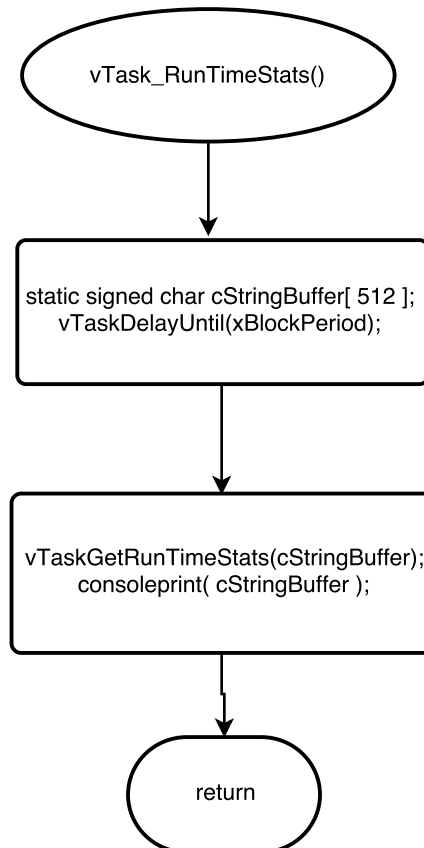 vTask_RunTimeStats()
static signed char cStringBuffer[ 512 ];
vTaskDelayUntil(xBlockPeriod);
vTaskGetRunTimeStats(cStringBuffer);
consoleprint( cStringBuffer );
return